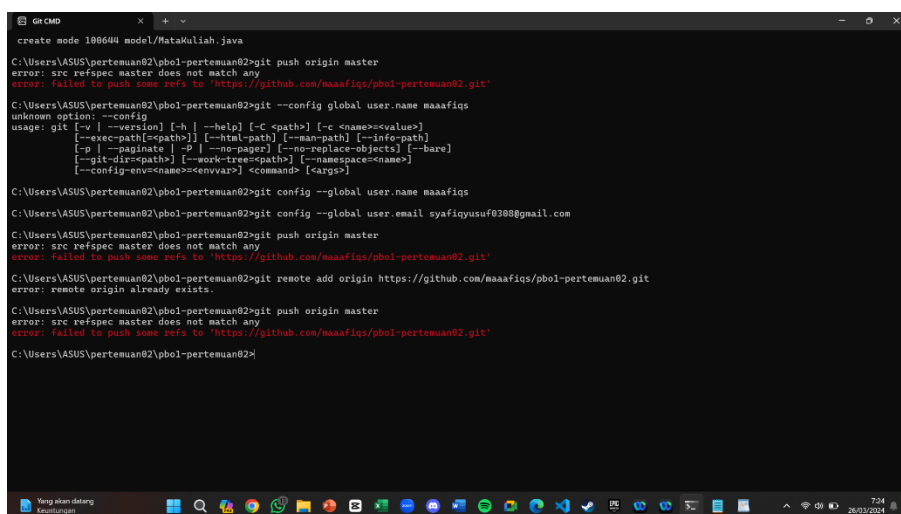 Git CMD
create mode 100644 model/MataKuliah.java
C:\Users\ASUS\pertemuan02\pbo1-pertemuan02>git push origin master
error: src refspec master does not match any
error: failed to push some refs to 'https://github.com/maaafiqs/pbo1-pertemuan02.git'
C:\Users\ASUS\pertemuan02\pbo1-pertemuan02>git --config global user.name maaafiqs
unknown option: --config
usage: git [-v | --version] [-h | --help] [-C <path>] [-c <name>=<value>]
[--exec-path[=<path>]] [--html-path] [--man-path] [--info-path]
[-p | --paginate | -P | --no-pager] [--no-replace-objects] [--bare]
[--git-dir=<path>] [--work-tree=<path>] [--namespace=<name>]
[--config-env=<name>=<envvar>] <command> [<args>]
C:\Users\ASUS\pertemuan02\pbo1-pertemuan02>git config --global user.name maaafiqs
C:\Users\ASUS\pertemuan02\pbo1-pertemuan02>git config --global user.email syafiqyusuf0308@gmail.com
C:\Users\ASUS\pertemuan02\pbo1-pertemuan02>git push origin master
error: src refspec master does not match any
error: failed to push some refs to 'https://github.com/maaafiqs/pbo1-pertemuan02.git'
C:\Users\ASUS\pertemuan02\pbo1-pertemuan02>git remote add origin https://github.com/maaafiqs/pbo1-pertemuan02.git
error: remote origin already exists.
C:\Users\ASUS\pertemuan02\pbo1-pertemuan02>git push origin master
error: src refspec master does not match any
error: failed to push some refs to 'https://github.com/maaafiqs/pbo1-pertemuan02.git'
C:\Users\ASUS\pertemuan02\pbo1-pertemuan02>
Yang akan datang
Keuntungan
7:24
26/03/2024